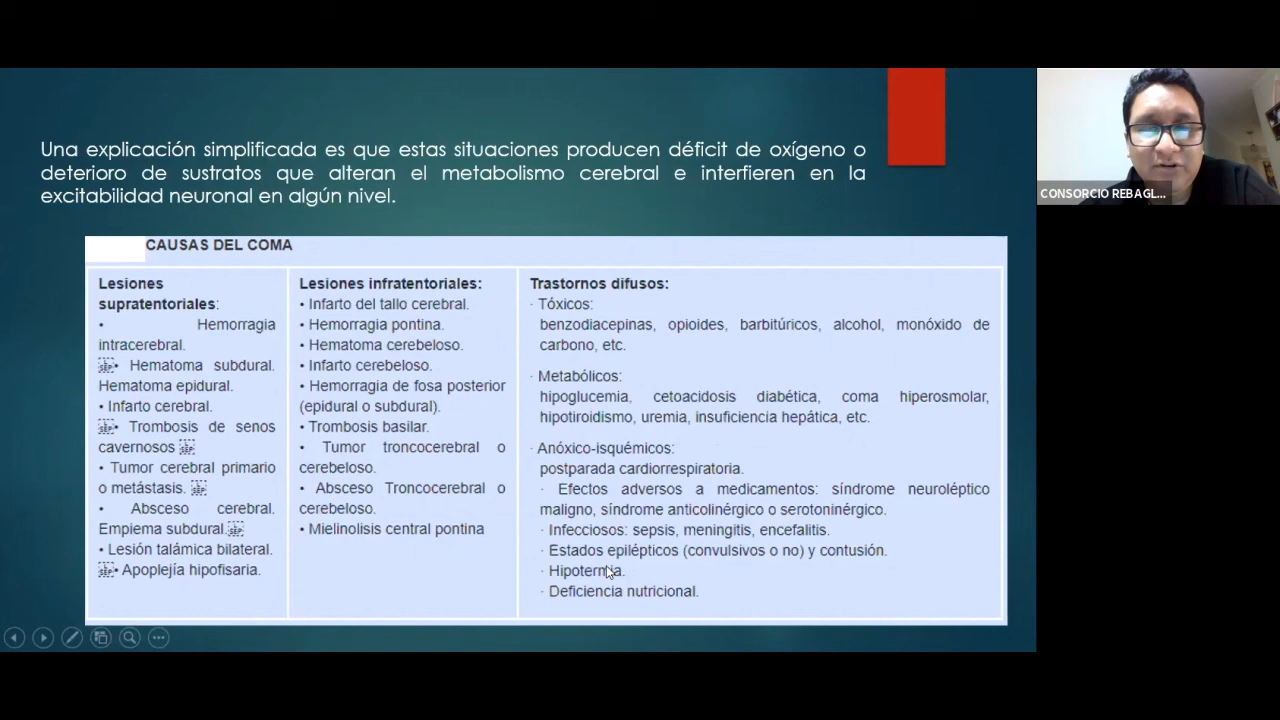 Una explicación simplificada es que estas situaciones producen déficit de oxígeno o
deterioro de sustratos que alteran el metabolismo cerebral e interfieren en la
excitabilidad neuronal en algún nivel.
CONSORCIO REBAGL...
CAUSAS DEL COMA
Lesiones
supratentoriales:
• Hemorragia
intracerebral.
• Hematoma subdural.
Hematoma epidural.
• Infarto cerebral.
• Trombosis de senos
cavernosos
• Tumor cerebral primario
o metástasis.
• Absceso cerebral.
Empiema subdural.
• Lesión talámica bilateral.
• Apoplejía hipofisaria.
Lesiones infratentoriales:
• Infarto del tallo cerebral.
• Hemorragia pontina.
• Hematoma cerebeloso.
• Infarto cerebeloso.
• Hemorragia de fosa posterior
(epidural o subdural).
• Trombosis basilar.
• Tumor troncocerebral o
cerebeloso.
• Absceso Troncocerebral o
cerebeloso.
• Mielinolisis central pontina
Trastornos difusos:
· Tóxicos:
benzodiacepinas, opioides, barbitúricos, alcohol, monóxido de
carbono, etc.
· Metabólicos:
hipoglucemia, cetoacidosis diabética, coma hiperosmolar,
hipotiroidismo, uremia, insuficiencia hepática, etc.
· Anóxico-isquémicos:
postparada cardiorrespiratoria.
· Efectos adversos a medicamentos: síndrome neuroléptico
maligno, síndrome anticolinérgico o serotoninérgico.
· Infecciosos: sepsis, meningitis, encefalitis.
· Estados epilépticos (convulsivos o no) y contusión.
· Hipotermia.
· Deficiencia nutricional.